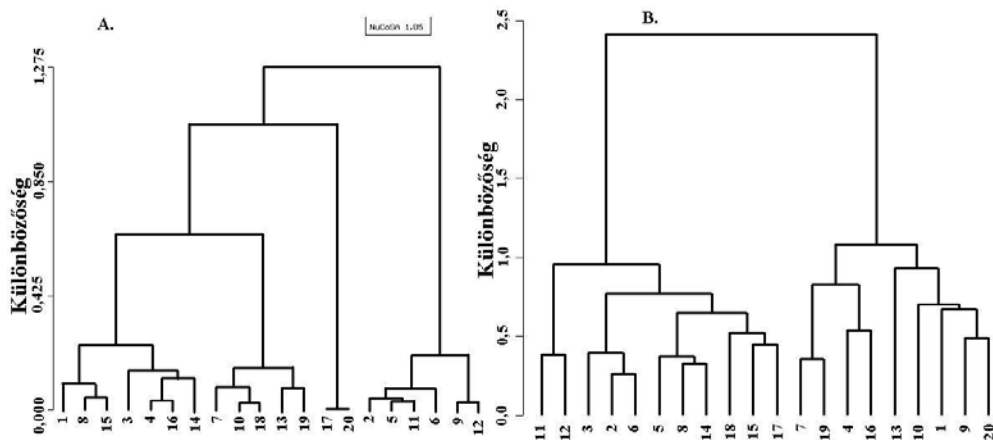 A.
NuCoSA 1.05
Különbözőség
1,275
0,850
0,425
0,000
1 8 15 3 4 16 14 7 10 18 13 19 17 20 2 5 11 6 9 12
B.
Különbözőség
2,5
2,0
1,5
1,0
0,5
0,0
11 12 3 2 6 5 8 14 18 15 17 7 19 4 16 13 10 1 9 20